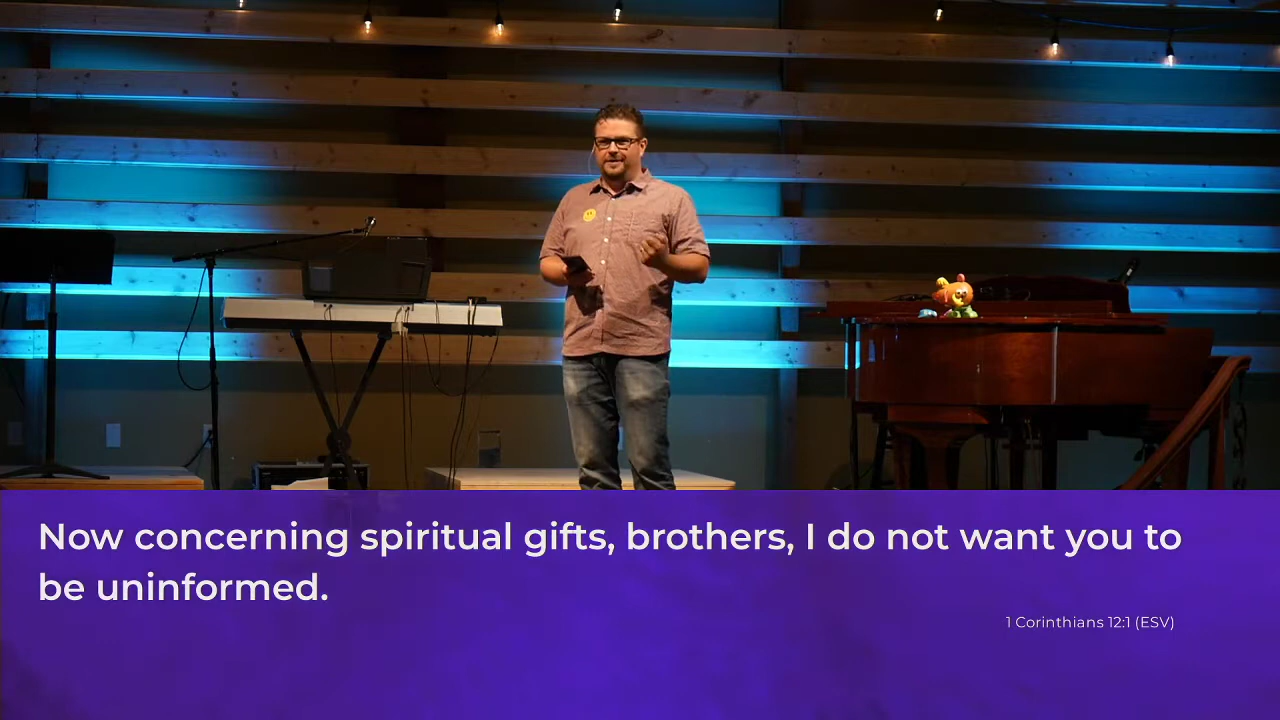 Now concerning spiritual gifts, brothers, I do not want you to
be uninformed.
1 Corinthians 12:1 (ESV)